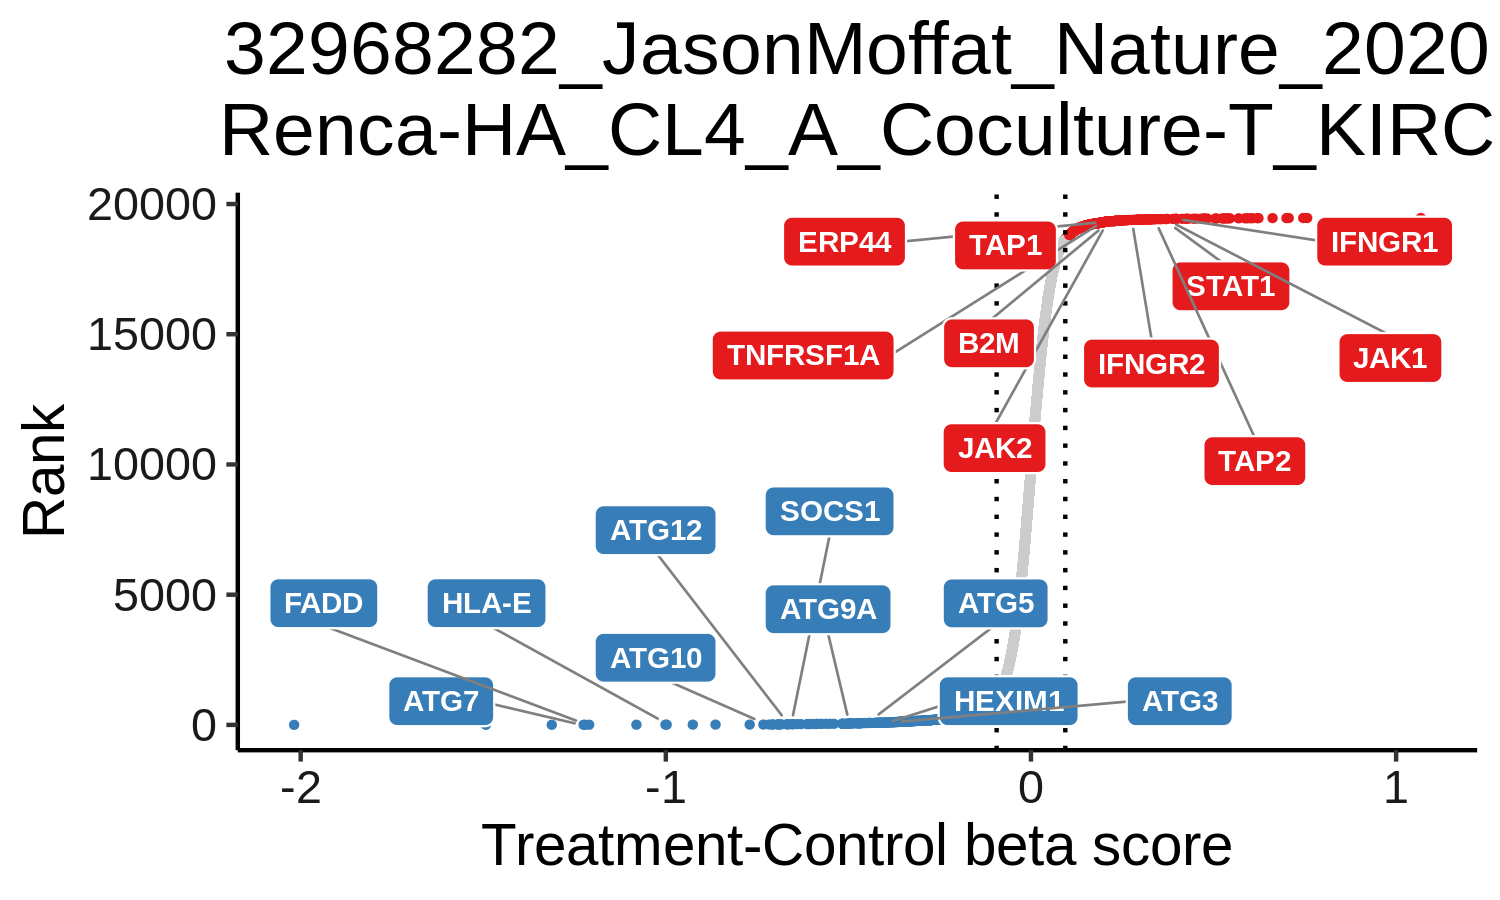 32968282_JasonMoffat_Nature_2020
Renca-HA_CL4_A_Coculture-T_KIRC
20000
15000
10000
5000
0
Rank
ERP44
TAP1
IFNGR1
STAT1
TNFRSF1A
B2M
IFNGR2
JAK1
JAK2
TAP2
SOCS1
ATG12
FADD
HLA-E
ATG9A
ATG5
ATG10
ATG7
HEXIM1
ATG3
-2
-1
0
1
Treatment-Control beta score